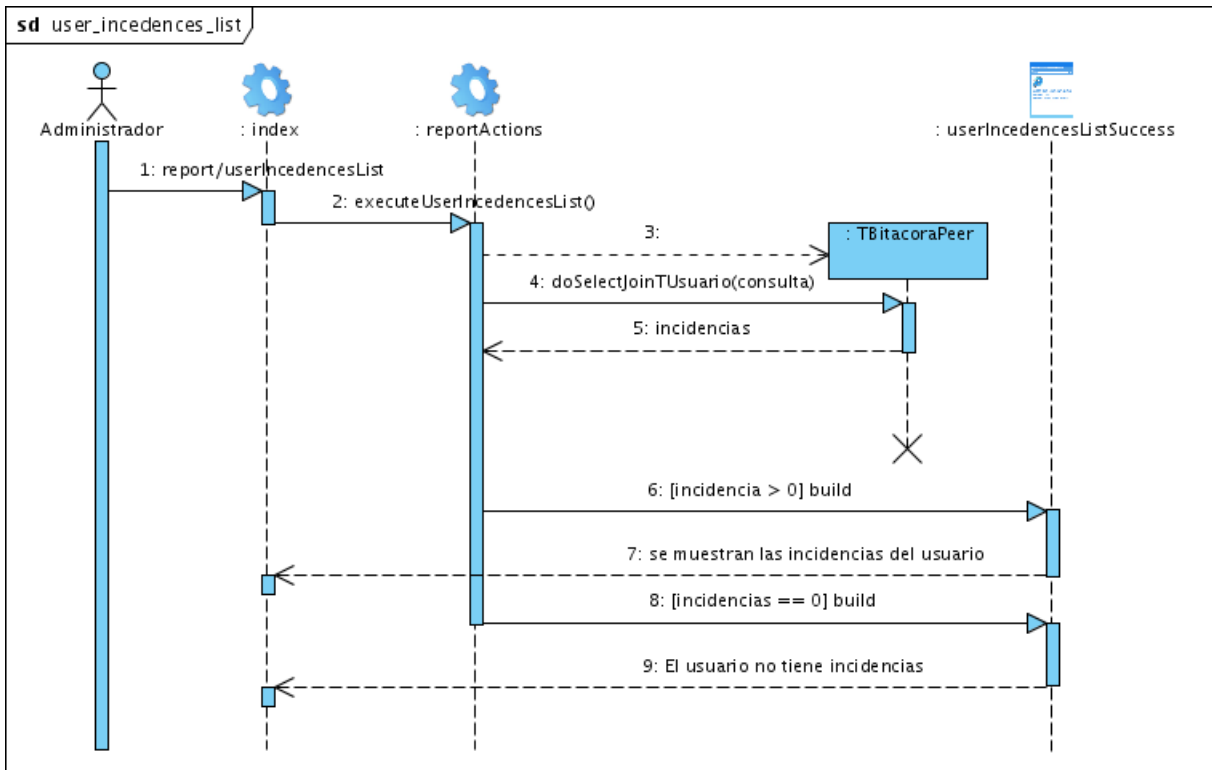 sd user_incedences_list
Administrador
: index
: reportActions
: userIncedencesListSuccess
1: report/userIncedencesList
2: executeUserIncedencesList()
3:
: TBitacoraPeer
4: doSelectJoinTUsuario(consulta)
5: incidencias
6: [incidencia > 0] build
7: se muestran las incidencias del usuario
8: [incidencias == 0] build
9: El usuario no tiene incidencias